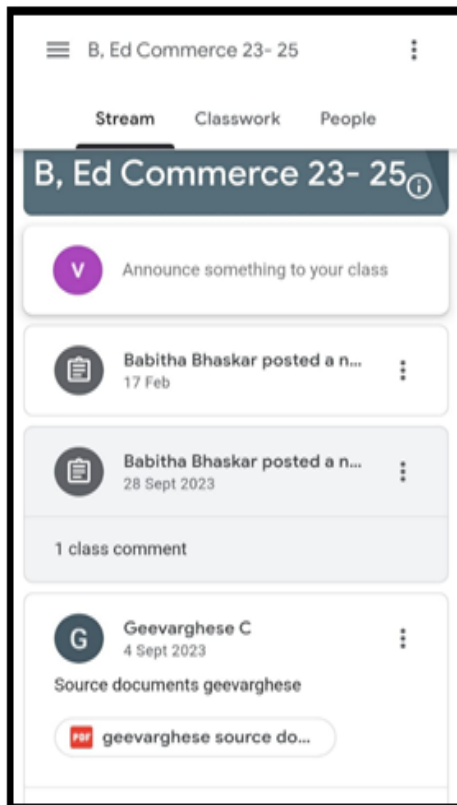 B, Ed Commerce 23- 25
Stream Classwork People
B, Ed Commerce 23- 25
V Announce something to your class
Babitha Bhaskar posted a n...
17 Feb
Babitha Bhaskar posted a n...
28 Sept 2023
1 class comment
G Geevarghese C
4 Sept 2023
Source documents geevarghese
PDF geevarghese source do...